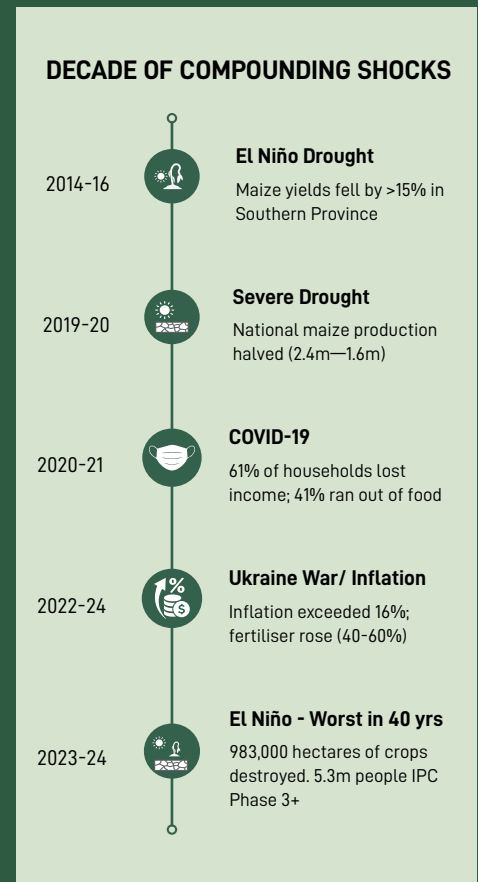 DECADE OF COMPOUNDING SHOCKS
2014-16
El Niño Drought
Maize yields fell by >15% in
Southern Province
2019-20
Severe Drought
National maize production
halved (2.4m—1.6m)
2020-21
COVID-19
61% of households lost
income; 41% ran out of food
2022-24
Ukraine War/ Inflation
Inflation exceeded 16%;
fertiliser rose (40-60%)
2023-24
El Niño - Worst in 40 yrs
983,000 hectares of crops
destroyed. 5.3m people IPC
Phase 3+